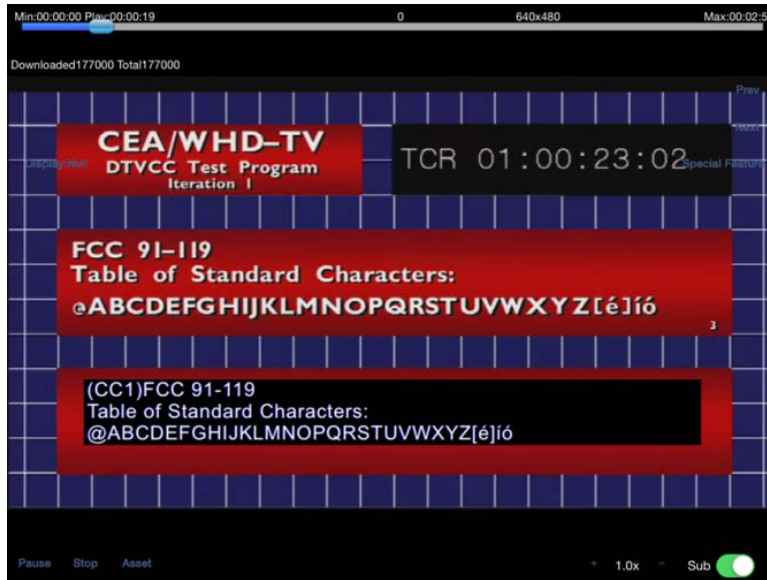 Min:00:00:00 Play:00:00:19 0 640x480 Max:00:02:5
Downloaded177000 Total177000
Prev
Next
Display:Null
Special Feature
CEA/WHD–TV
DTVCC Test Program
Iteration 1
TCR 01:00:23:02
FCC 91–119
Table of Standard Characters:
@ABCDEFGHIJKLMNOPQRSTUVWXYZ[é]íó
3
(CC1)FCC 91-119
Table of Standard Characters:
@ABCDEFGHIJKLMNOPQRSTUVWXYZ[é]íó
Pause Stop Asset + 1.0x - Sub